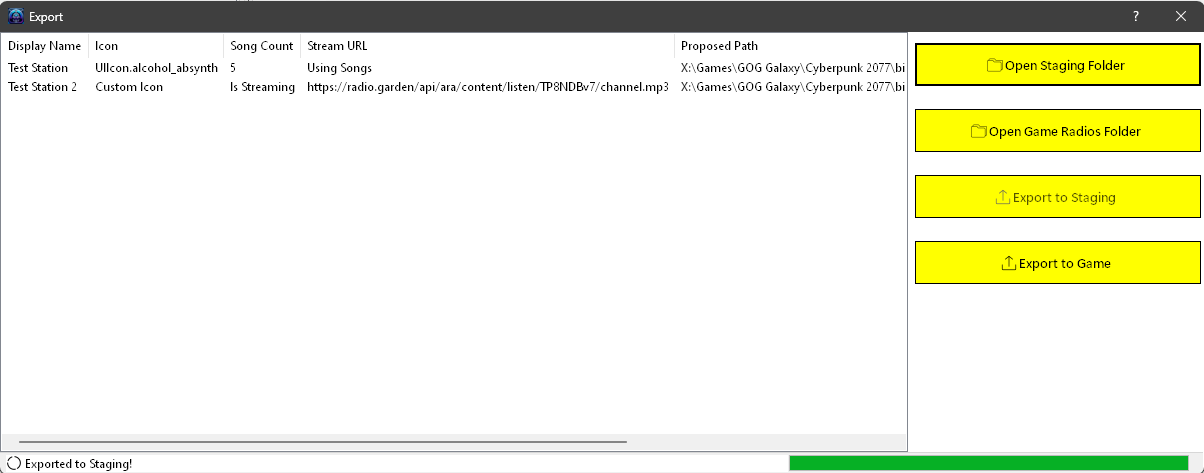 Export
Display Name Icon Song Count Stream URL Proposed Path
Test Station UIIcon.alcohol_absynth 5 Using Songs X:\Games\GOG Galaxy\Cyberpunk 2077\bi
Test Station 2 Custom Icon Is Streaming https://radio.garden/api/ara/content/listen/TP8NDBv7/channel.mp3 X:\Games\GOG Galaxy\Cyberpunk 2077\bi
Open Staging Folder
Open Game Radios Folder
Export to Staging
Export to Game
Exported to Staging!